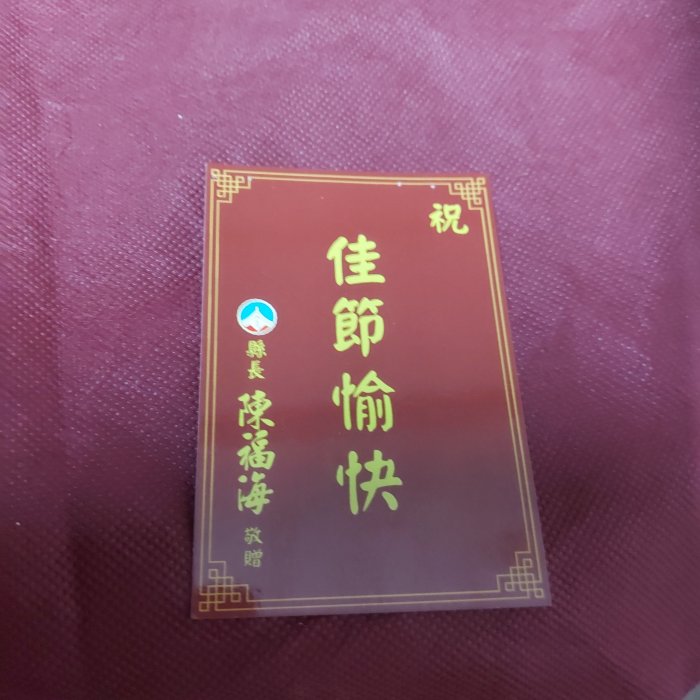 祝
佳節愉快
縣長 陳福海 敬贈